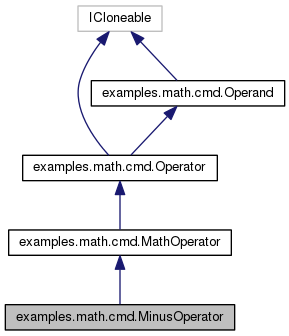 ICloneable
examples.math.cmd.Operand
examples.math.cmd.Operator
examples.math.cmd.MathOperator
examples.math.cmd.MinusOperator